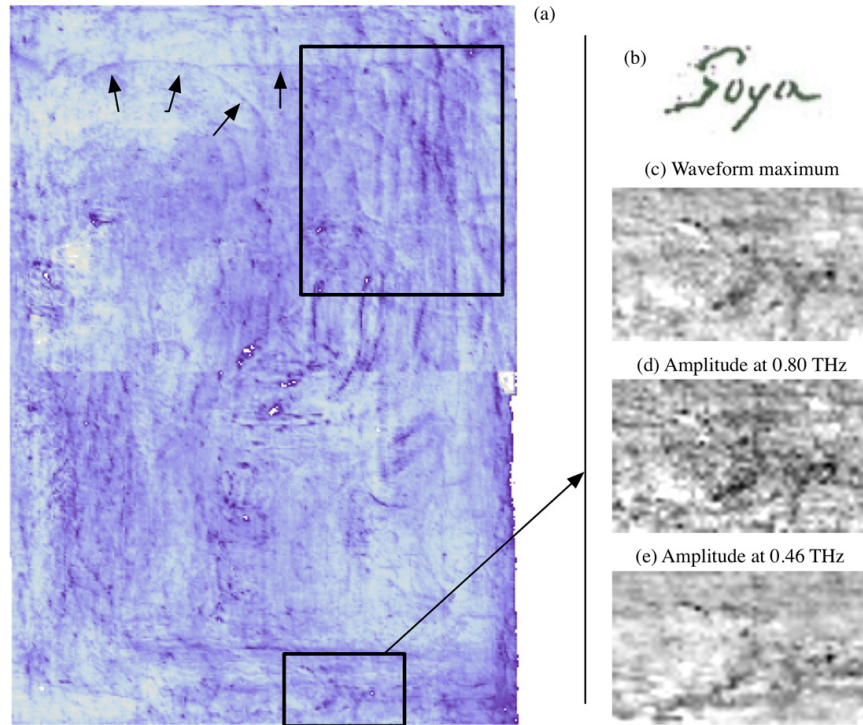 (a)
(b)
Goya
(c) Waveform maximum
(d) Amplitude at 0.80 THz
(e) Amplitude at 0.46 THz